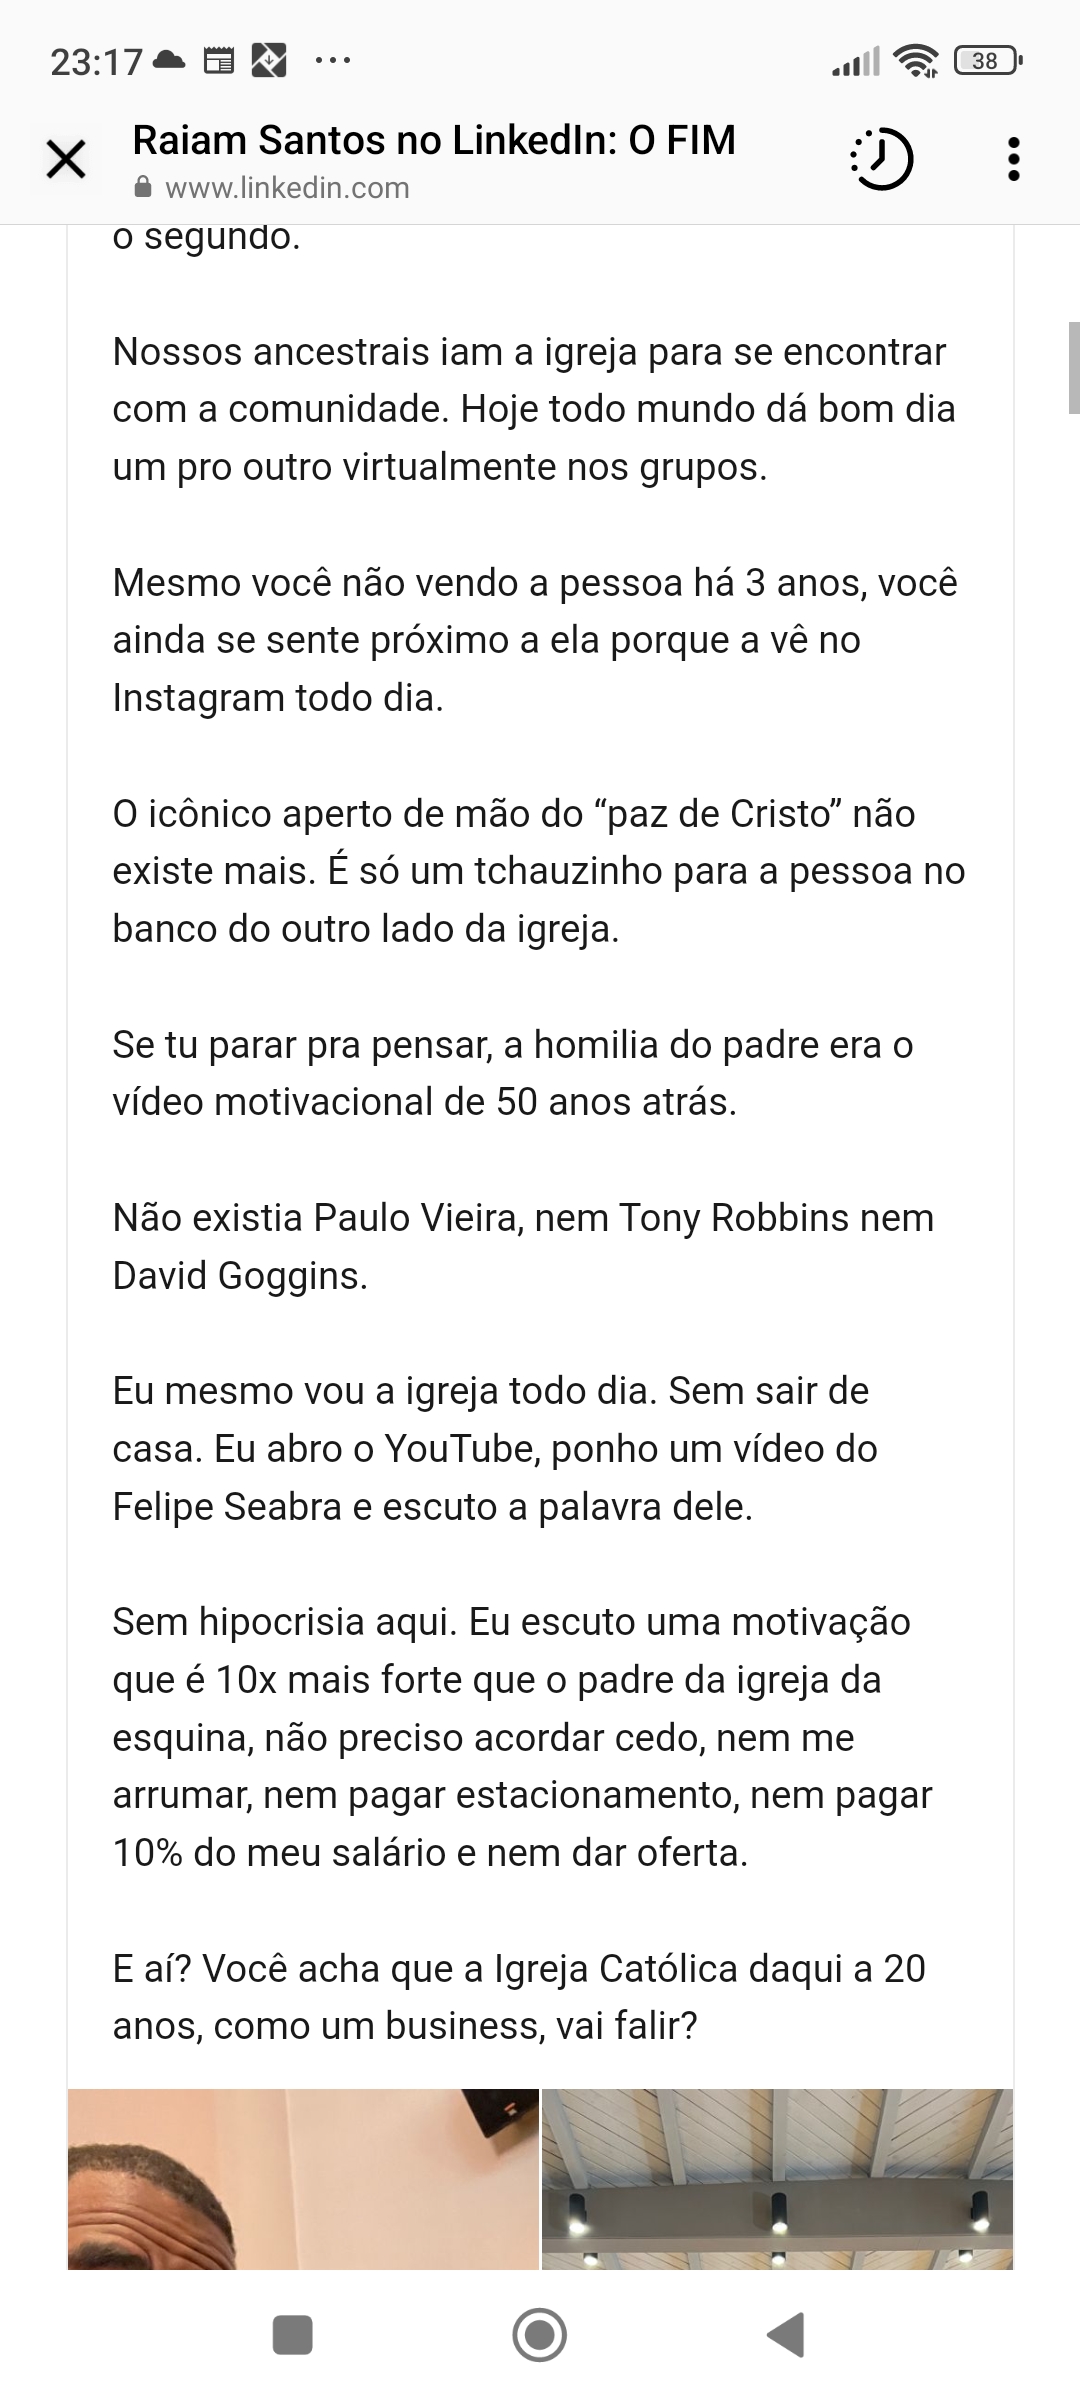 23:17
38
Raiam Santos no LinkedIn: O FIM
www.linkedin.com
o segundo.
Nossos ancestrais iam a igreja para se encontrar
com a comunidade. Hoje todo mundo dá bom dia
um pro outro virtualmente nos grupos.
Mesmo você não vendo a pessoa há 3 anos, você
ainda se sente próximo a ela porque a vê no
Instagram todo dia.
O icônico aperto de mão do “paz de Cristo” não
existe mais. É só um tchauzinho para a pessoa no
banco do outro lado da igreja.
Se tu parar pra pensar, a homilia do padre era o
vídeo motivacional de 50 anos atrás.
Não existia Paulo Vieira, nem Tony Robbins nem
David Goggins.
Eu mesmo vou a igreja todo dia. Sem sair de
casa. Eu abro o YouTube, ponho um vídeo do
Felipe Seabra e escuto a palavra dele.
Sem hipocrisia aqui. Eu escuto uma motivação
que é 10x mais forte que o padre da igreja da
esquina, não preciso acordar cedo, nem me
arrumar, nem pagar estacionamento, nem pagar
10% do meu salário e nem dar oferta.
E aí? Você acha que a Igreja Católica daqui a 20
anos, como um business, vai falir?